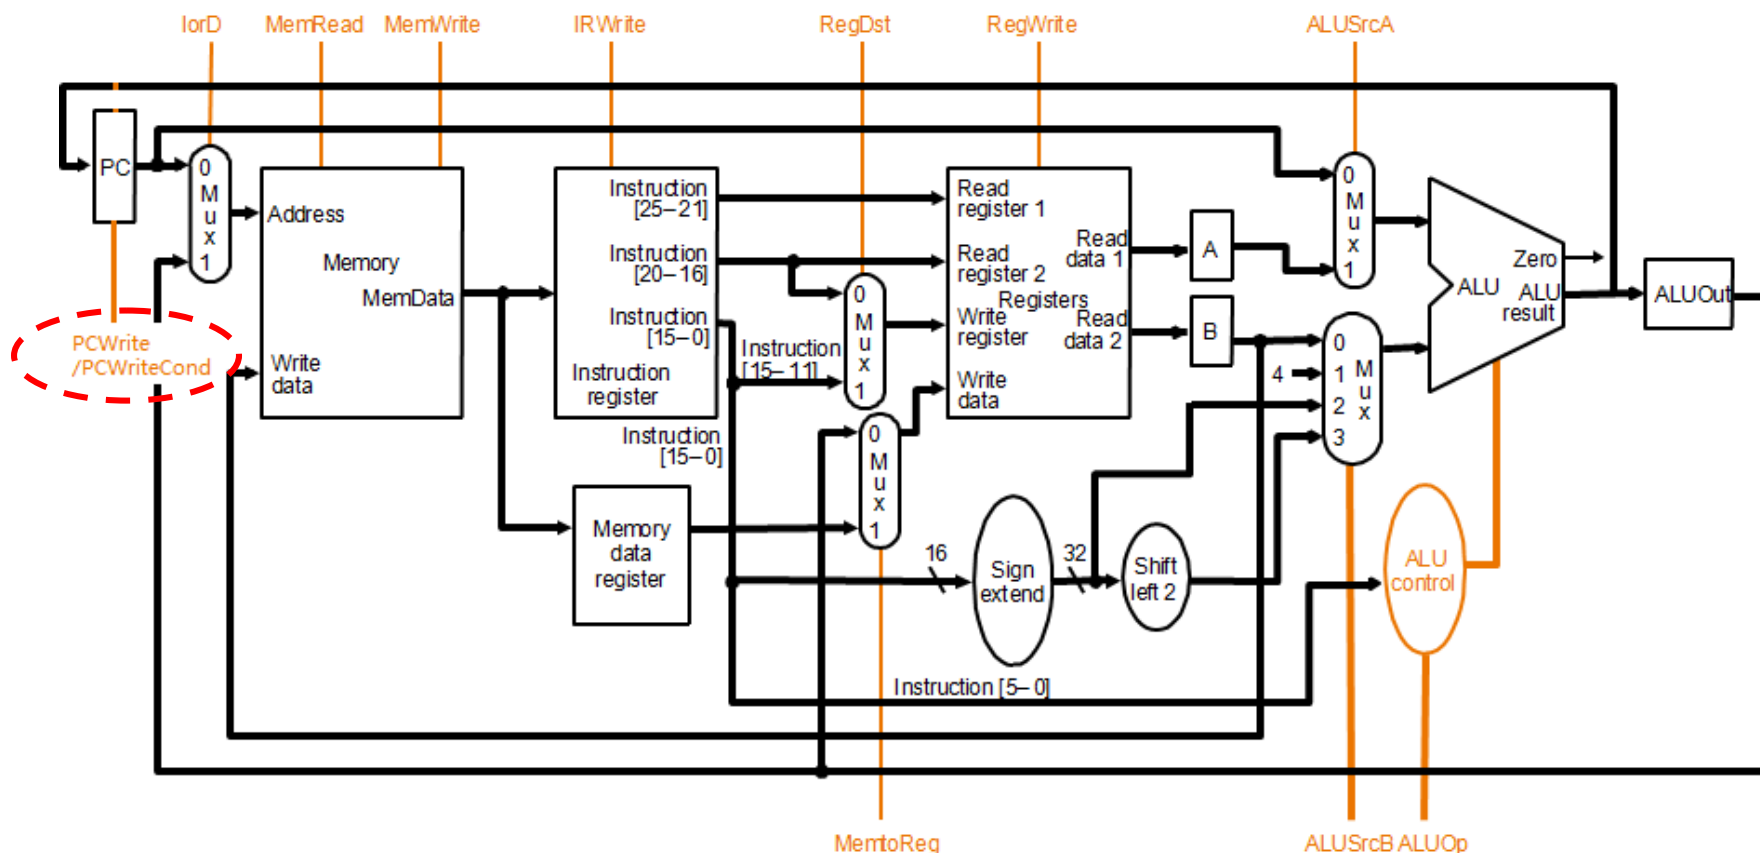 IorD
MemRead
MemWrite
IRWrite
RegDst
RegWrite
ALUSrcA
PC
0
M
u
x
1
Address
Memory
MemData
Write
data
PCWrite
/PCWriteCond
Instruction
[25–21]
Instruction
[20–16]
Instruction
[15–0]
Instruction
register
Instruction
[15–0]
Instruction
[15–11]
0
M
u
x
1
Read
register 1
Read
register 2
Registers
Write
register
Write
data
Read
data 1
Read
data 2
A
B
0
M
u
x
1
4
0
1
2
3
M
u
x
Zero
ALU
ALU
result
ALUOut
0
M
u
x
1
Memory
data
register
16
Sign
extend
32
Shift
left 2
ALU
control
Instruction [5–0]
MemtoReg
ALUSrcB
ALUOp